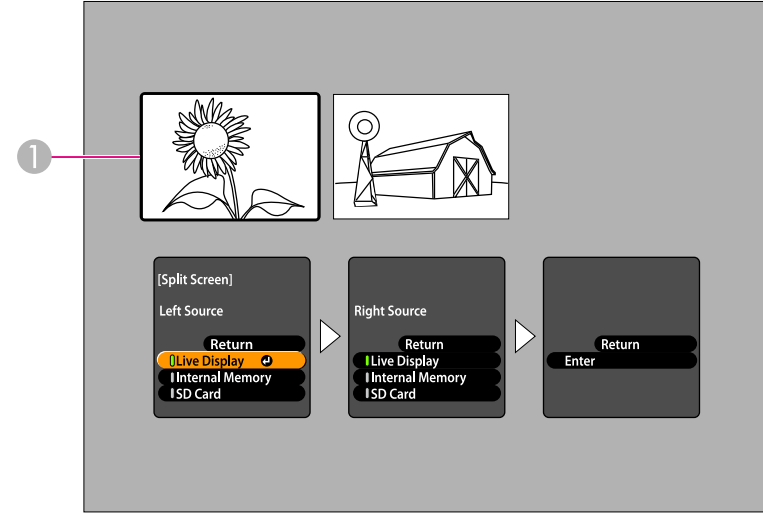 1
[Split Screen]
Left Source
Return
Live Display
Internal Memory
SD Card
Right Source
Return
Live Display
Internal Memory
SD Card
Return
Enter